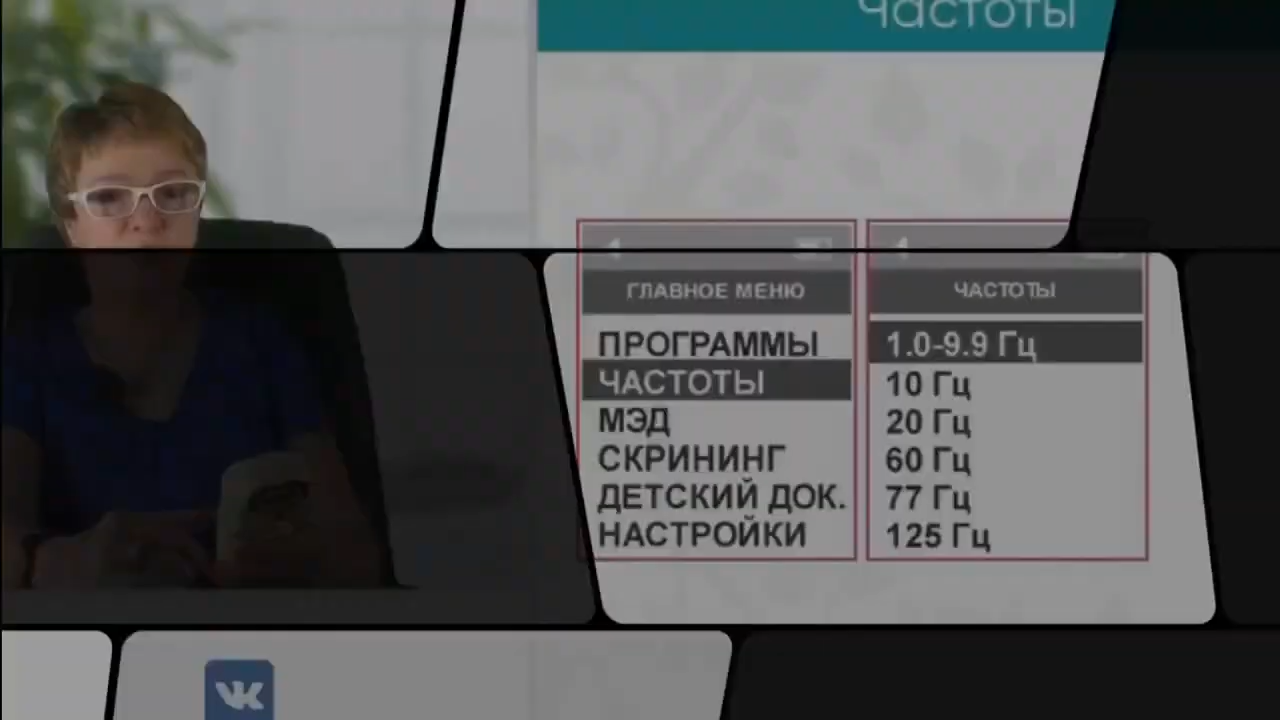 Частоты
ГЛАВНОЕ МЕНЮ
ПРОГРАММЫ
ЧАСТОТЫ
МЭД
СКРИНИНГ
ДЕТСКИЙ ДОК.
НАСТРОЙКИ
ЧАСТОТЫ
1.0-9.9 Гц
10 Гц
20 Гц
60 Гц
77 Гц
125 Гц
VK